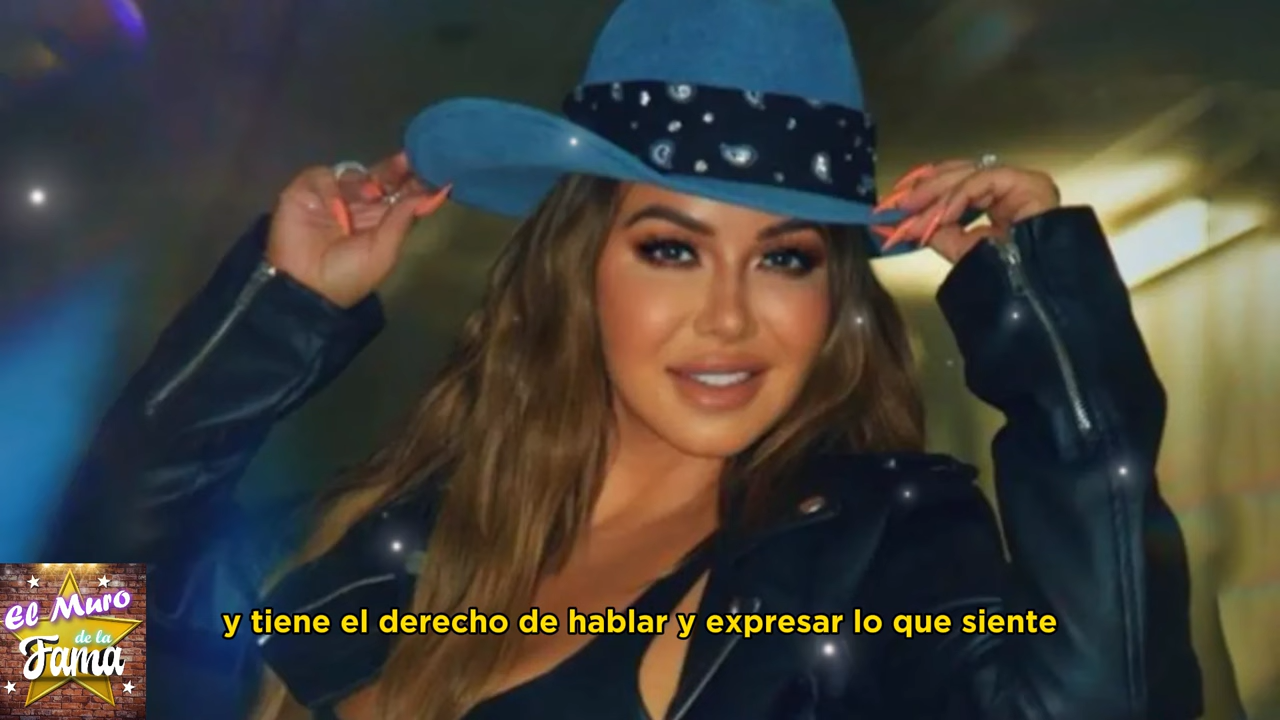 y tiene el derecho de hablar y expresar lo que siente
El Muro
de la
Fama